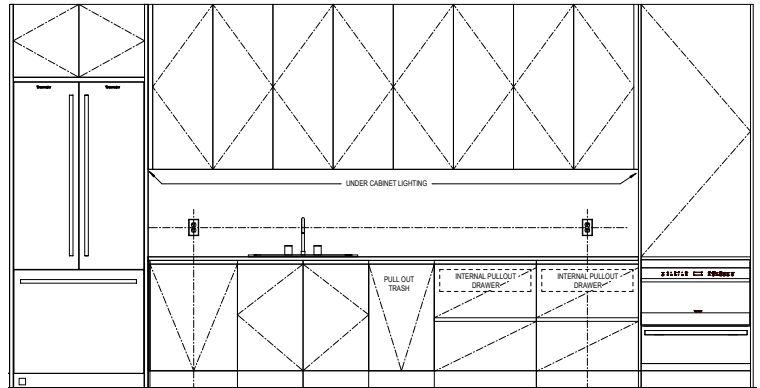 UNDER CABINET LIGHTING
PULL OUT
TRASH
INTERNAL PULLOUT
DRAWER
INTERNAL PULLOUT
DRAWER